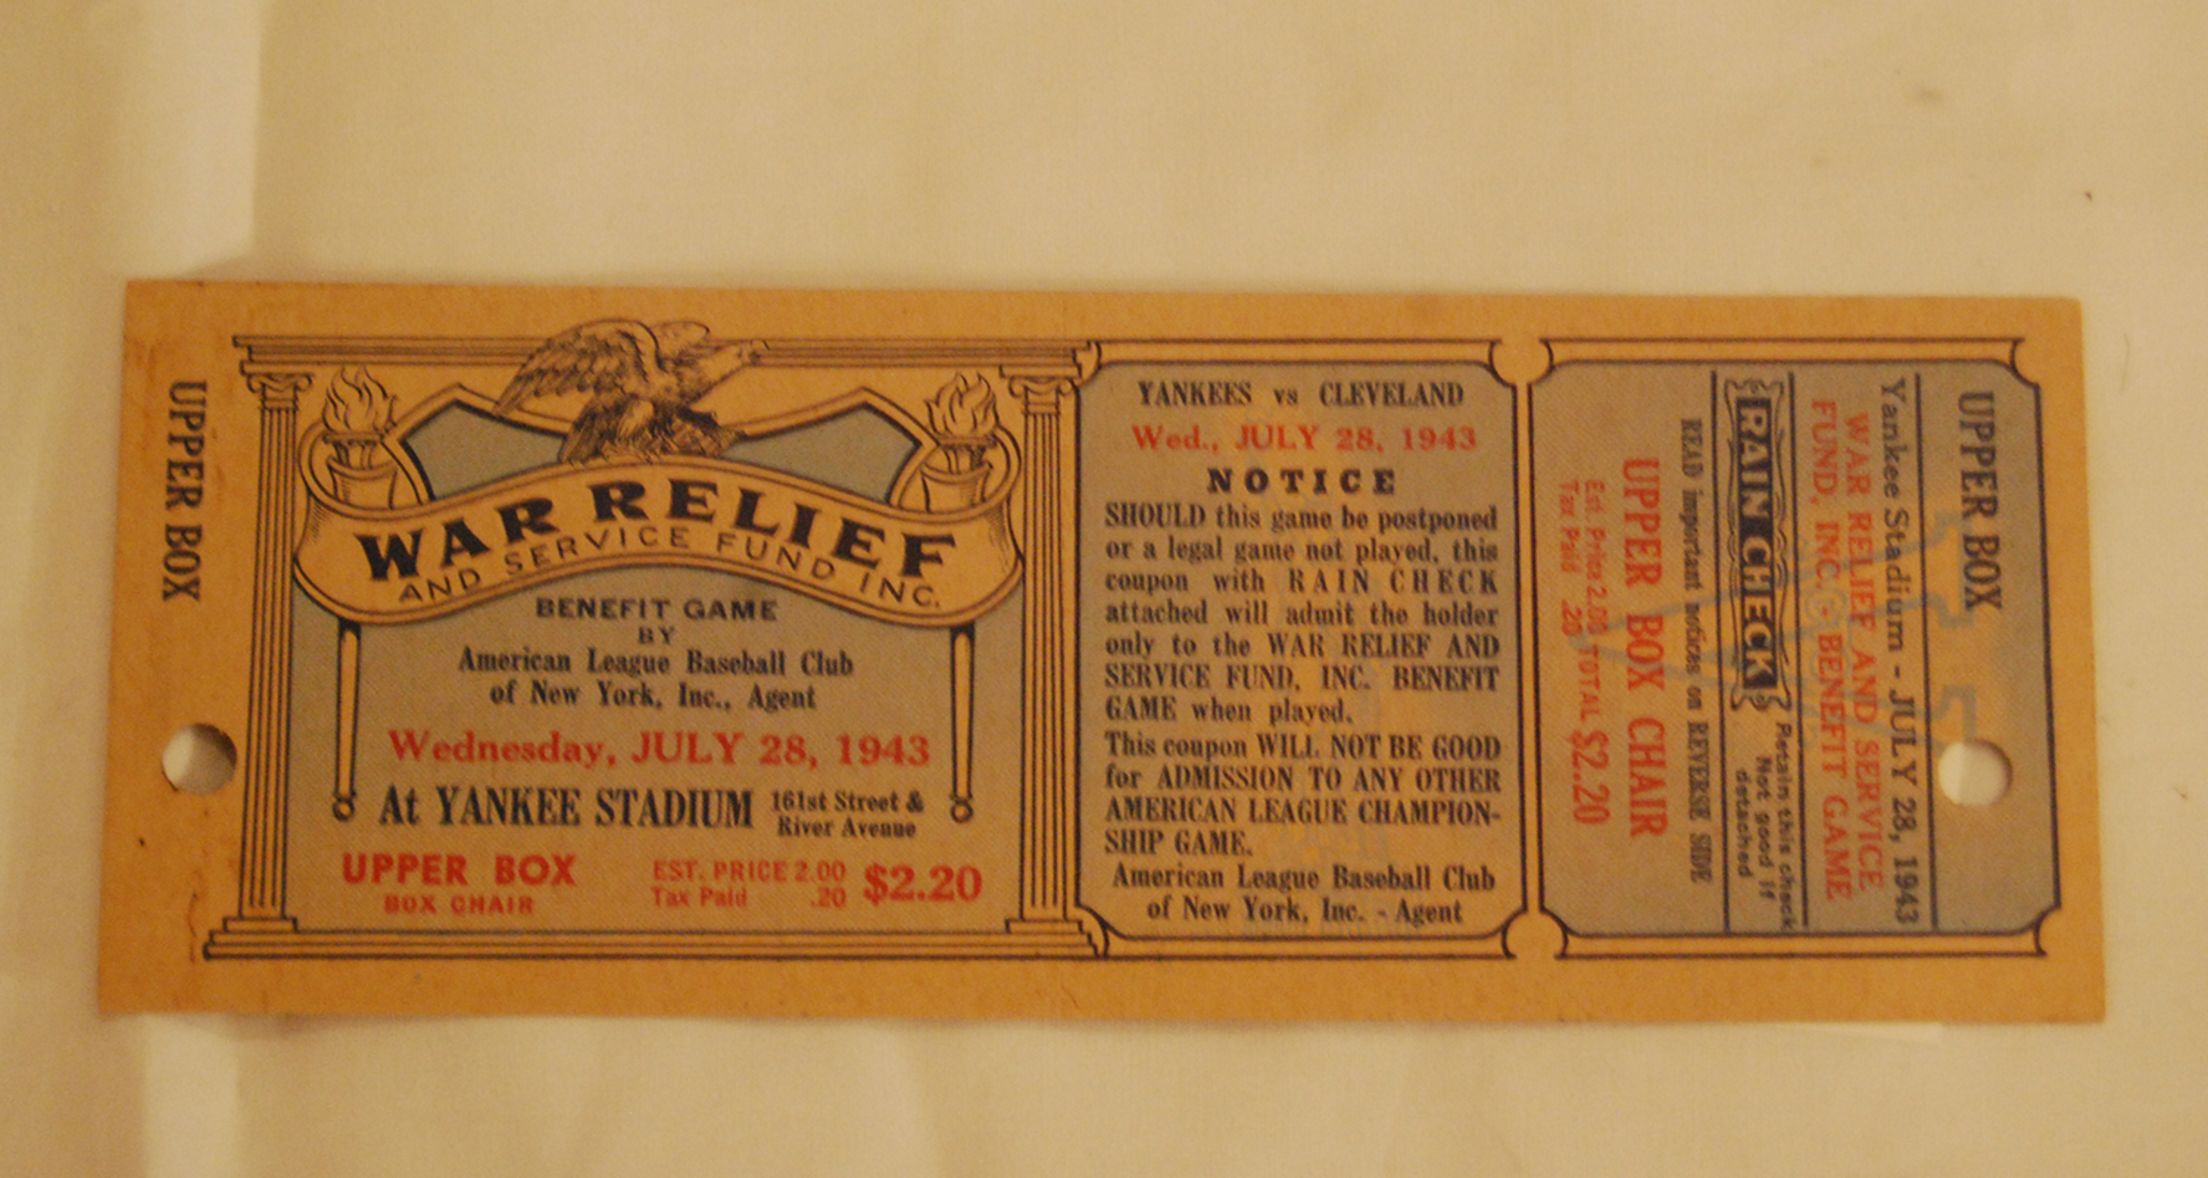 UPPER BOX
WAR RELIEF
AND SERVICE FUND INC.
BENEFIT GAME
BY
American League Baseball Club
of New York, Inc., Agent
Wednesday, JULY 28, 1943
At YANKEE STADIUM 161st Street &
River Avenue
UPPER BOX
BOX CHAIR
EST. PRICE 2.00
Tax Paid .20
$2.20
YANKEES vs CLEVELAND
Wed., JULY 28, 1943
NOTICE
SHOULD this game be postponed
or a legal game not played, this
coupon with RAIN CHECK
attached will admit the holder
only to the WAR RELIEF AND
SERVICE FUND, INC. BENEFIT
GAME when played.
This coupon WILL NOT BE GOOD
for ADMISSION TO ANY OTHER
AMERICAN LEAGUE CHAMPION-
SHIP GAME.
American League Baseball Club
of New York, Inc. - Agent
UPPER BOX
Yankee Stadium - JULY 28, 1943
WAR RELIEF AND SERVICE
FUND, INC. - BENEFIT GAME
RAIN CHECK
Retain this check
Not good if
detached
READ important notices on REVERSE SIDE
UPPER BOX CHAIR
Est. Price 2.00
Tax Paid .20
TOTAL $2.20